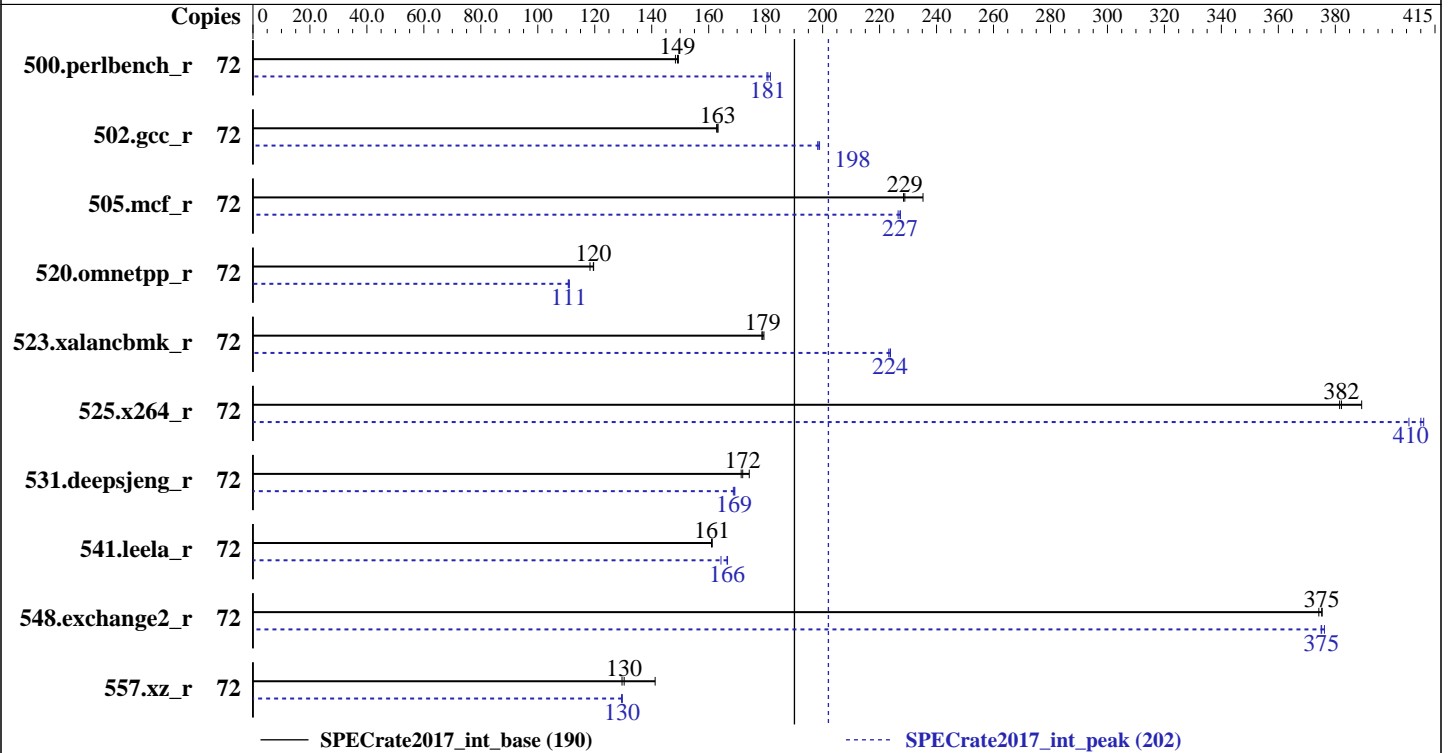 Copies 0 20.0 40.0 60.0 80.0 100 120 140 160 180 200 220 240 260 280 300 320 340 360 380 415
149
500.perlbench_r 72
181
163
502.gcc_r 72
198
229
505.mcf_r 72
227
120
520.omnetpp_r 72
111
179
523.xalancbmk_r 72
224
382
525.x264_r 72
410
172
531.deepsjeng_r 72
169
161
541.leela_r 72
166
375
548.exchange2_r 72
375
130
557.xz_r 72
130
SPECrate2017_int_base (190) SPECrate2017_int_peak (202)